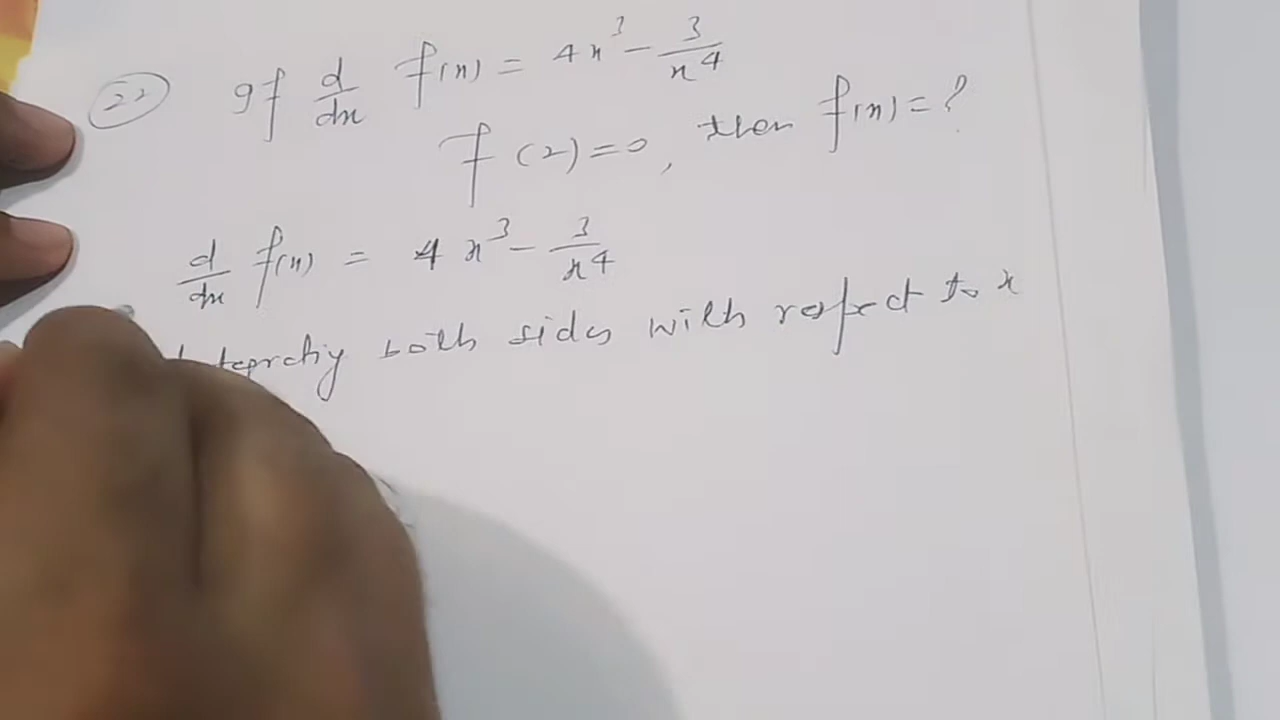 22 If d/dx f(x) = 4x³ - 3/x⁴
f(2)=0, then f(x)=?
d/dx f(x) = 4x³ - 3/x⁴
both sides with respect to x